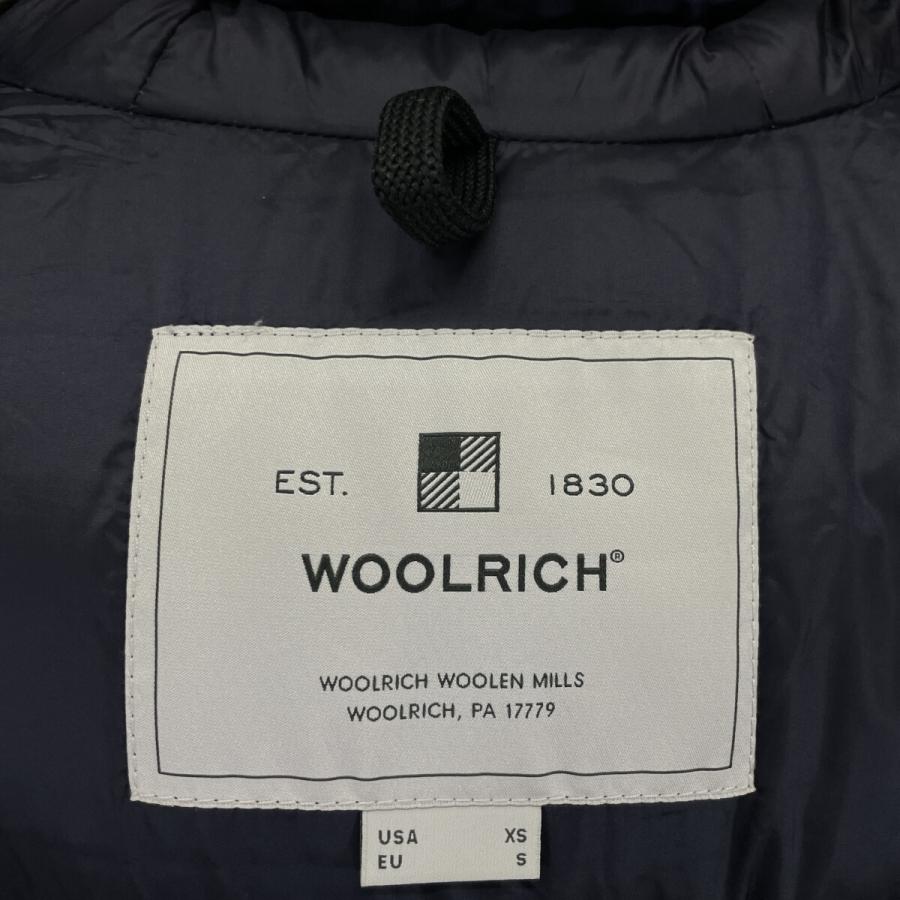 EST. 1830
WOOLRICH®
WOOLRICH WOOLEN MILLS
WOOLRICH, PA 17779
USA XS
EU S